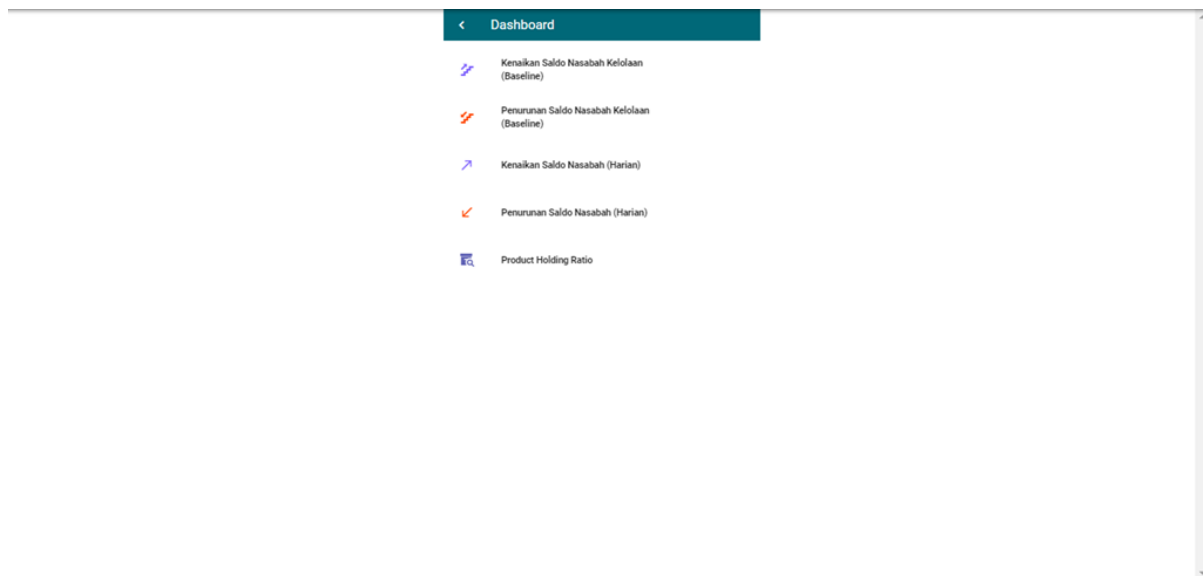 Dashboard
Kenaikan Saldo Nasabah Kelolaan
(Baseline)
Penurunan Saldo Nasabah Kelolaan
(Baseline)
Kenaikan Saldo Nasabah (Harian)
Penurunan Saldo Nasabah (Harian)
Product Holding Ratio